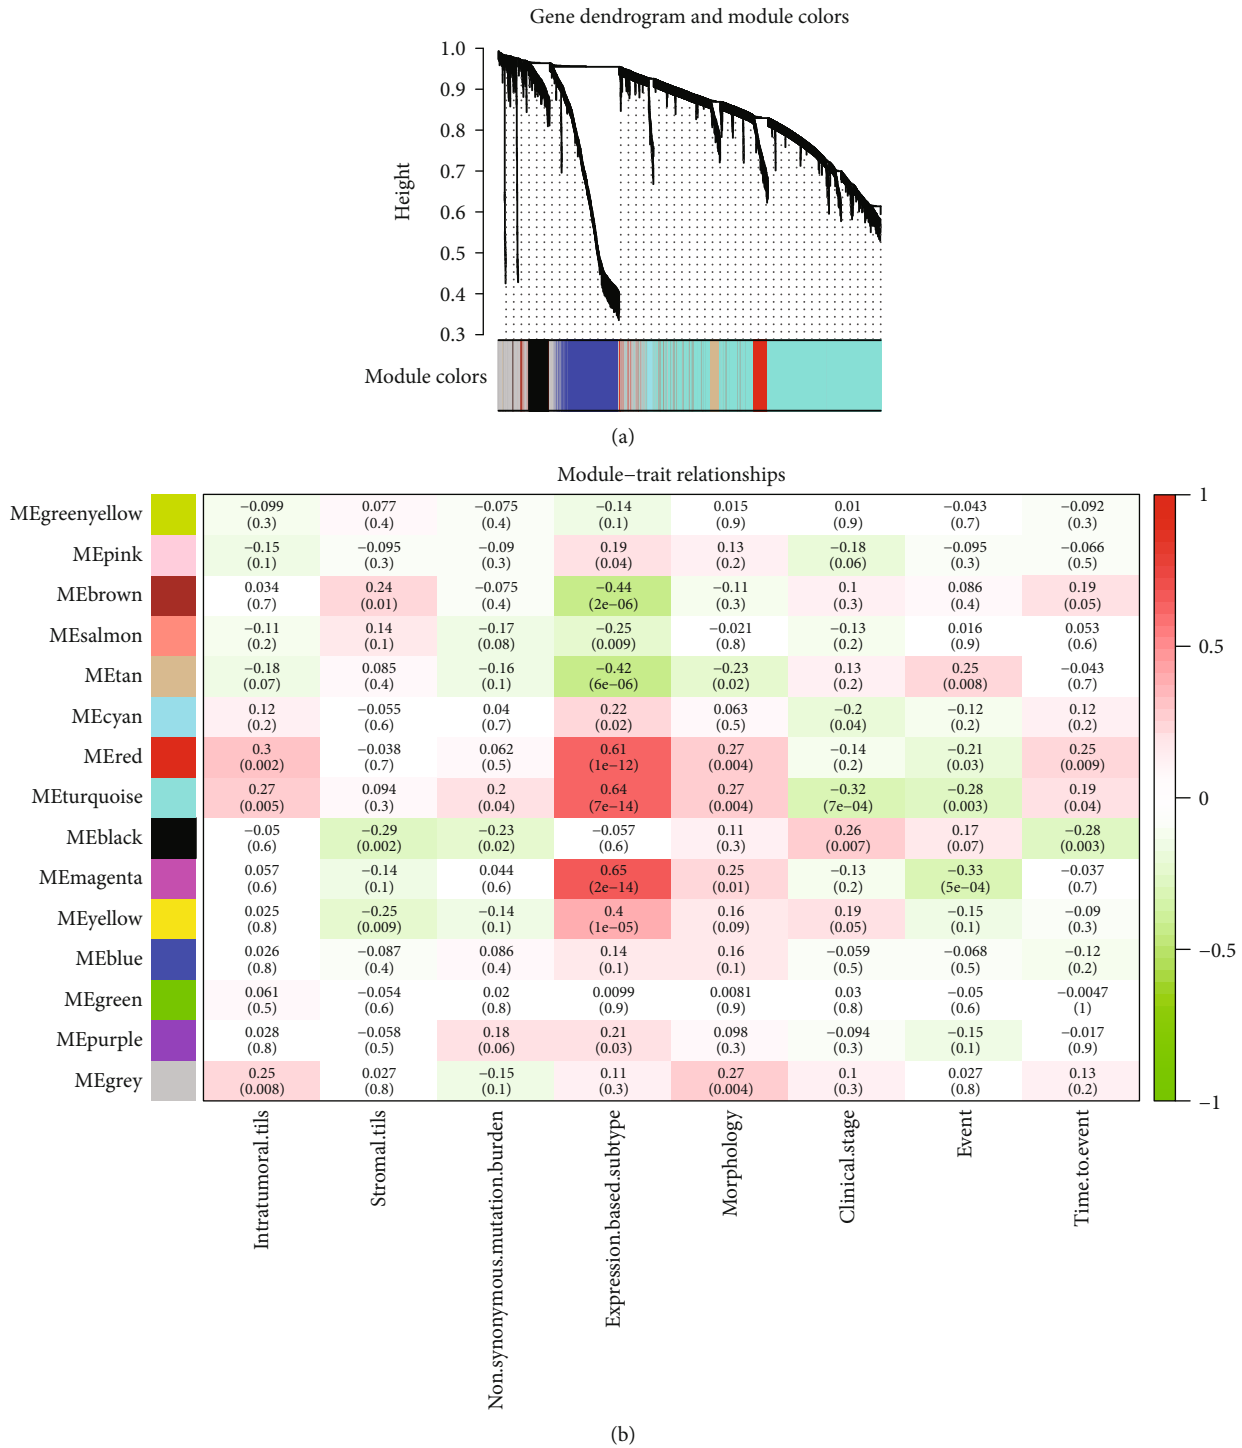 Gene dendrogram and module colors
1.0
0.9
0.8
0.7
0.6
0.5
0.4
0.3
Height
Module colors
(a)
Module−trait relationships
MEgreenyellow −0.099 0.077 −0.075 −0.14 0.015 0.01 −0.043 −0.092
(0.3) (0.4) (0.4) (0.1) (0.9) (0.9) (0.7) (0.3)
MEpink −0.15 −0.095 −0.09 0.19 0.13 −0.18 −0.095 −0.066
(0.1) (0.3) (0.3) (0.04) (0.2) (0.06) (0.3) (0.5)
MEbrown 0.034 0.24 −0.075 −0.44 −0.11 0.1 0.086 0.19
(0.7) (0.01) (0.4) (2e−06) (0.3) (0.3) (0.4) (0.05)
MEsalmon −0.11 0.14 −0.17 −0.25 −0.021 −0.13 0.016 0.053
(0.2) (0.1) (0.08) (0.009) (0.8) (0.2) (0.9) (0.6)
MEtan −0.18 0.085 −0.16 −0.42 −0.23 0.13 0.25 −0.043
(0.07) (0.4) (0.1) (6e−06) (0.02) (0.2) (0.008) (0.7)
MEcyan 0.12 −0.055 0.04 0.22 0.063 −0.2 −0.12 0.12
(0.2) (0.6) (0.7) (0.02) (0.5) (0.04) (0.2) (0.2)
MEred 0.3 −0.038 0.062 0.61 0.27 −0.14 −0.21 0.25
(0.002) (0.7) (0.5) (1e−12) (0.004) (0.2) (0.03) (0.009)
MEturquoise 0.27 0.094 0.2 0.64 0.27 −0.32 −0.28 0.19
(0.005) (0.3) (0.04) (7e−14) (0.004) (7e−04) (0.003) (0.04)
MEblack −0.05 −0.29 −0.23 −0.057 0.11 0.26 0.17 −0.28
(0.6) (0.002) (0.02) (0.6) (0.3) (0.007) (0.07) (0.003)
MEmagenta 0.057 −0.14 0.044 0.65 0.25 −0.13 −0.33 −0.037
(0.6) (0.1) (0.6) (2e−14) (0.01) (0.2) (5e−04) (0.7)
MEyellow 0.025 −0.25 −0.14 0.4 0.16 0.19 −0.15 −0.09
(0.8) (0.009) (0.1) (1e−05) (0.09) (0.05) (0.1) (0.3)
MEblue 0.026 −0.087 0.086 0.14 0.16 −0.059 −0.068 −0.12
(0.8) (0.4) (0.4) (0.1) (0.1) (0.5) (0.5) (0.2)
MEgreen 0.061 −0.054 0.02 0.0099 0.0081 0.03 −0.05 −0.0047
(0.5) (0.6) (0.8) (0.9) (0.9) (0.8) (0.6) (1)
MEpurple 0.028 −0.058 0.18 0.21 0.098 −0.094 −0.15 −0.017
(0.8) (0.5) (0.06) (0.03) (0.3) (0.3) (0.1) (0.9)
MEgrey 0.25 0.027 −0.15 0.11 0.27 0.1 0.027 0.13
(0.008) (0.8) (0.1) (0.3) (0.004) (0.3) (0.8) (0.2)
1
0.5
0
−0.5
−1
Intratumoral.tils
Stromal.tils
Non.synonymous.mutation.burden
Expression.based.subtype
Morphology
Clinical.stage
Event
Time.to.event
(b)